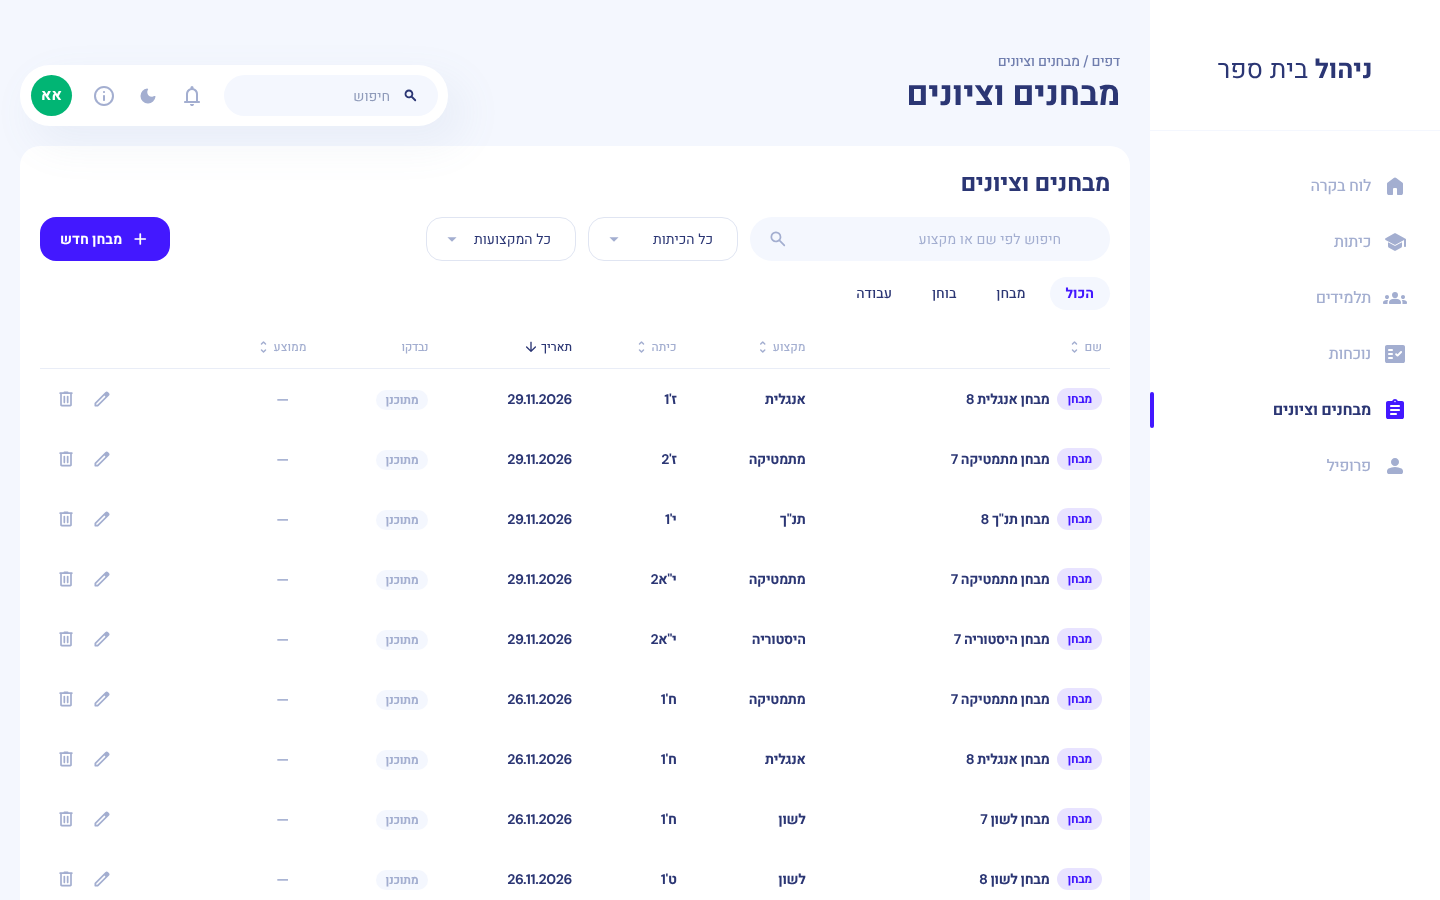 ניהול בית ספר
לוח בקרה
כיתות
תלמידים
נוכחות
מבחנים וציונים
פרופיל
דפים / מבחנים וציונים
מבחנים וציונים
חיפוש
אא
מבחנים וציונים
חיפוש לפי שם או מקצוע
כל הכיתות
כל המקצועות
מבחן חדש
הכול
מבחן
בוחן
עבודה
שם מקצוע כיתה תאריך נבדקו ממוצע
מבחן מבחן אנגלית 8 אנגלית ז'1 29.11.2026 מתוכנן —
מבחן מבחן מתמטיקה 7 מתמטיקה ז'2 29.11.2026 מתוכנן —
מבחן מבחן תנ"ך 8 תנ"ך י'1 29.11.2026 מתוכנן —
מבחן מבחן מתמטיקה 7 מתמטיקה י"א2 29.11.2026 מתוכנן —
מבחן מבחן היסטוריה 7 היסטוריה י"א2 29.11.2026 מתוכנן —
מבחן מבחן מתמטיקה 7 מתמטיקה ח'1 26.11.2026 מתוכנן —
מבחן מבחן אנגלית 8 אנגלית ח'1 26.11.2026 מתוכנן —
מבחן מבחן לשון 7 לשון ח'1 26.11.2026 מתוכנן —
מבחן מבחן לשון 8 לשון ט'1 26.11.2026 מתוכנן —